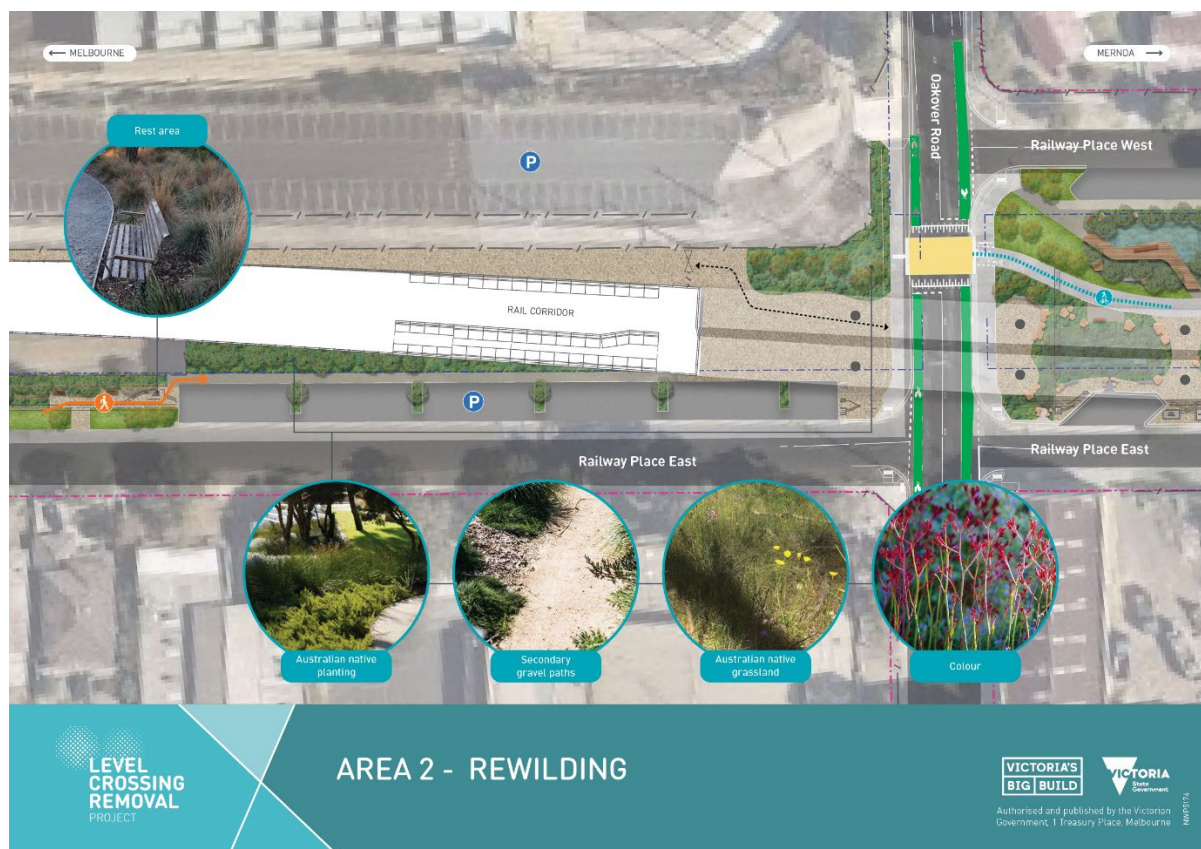 ← MELBOURNE
MERNDA →
Rest area
P
Oakover Road
Railway Place West
RAIL CORRIDOR
P
Railway Place East
Railway Place East
Australian native
planting
Secondary
gravel paths
Australian native
grassland
Colour
LEVEL
CROSSING
REMOVAL
PROJECT
AREA 2 - REWILDING
VICTORIA'S
BIG BUILD
VICTORIA
State
Government
Authorised and published by the Victorian
Government, 1 Treasury Place, Melbourne